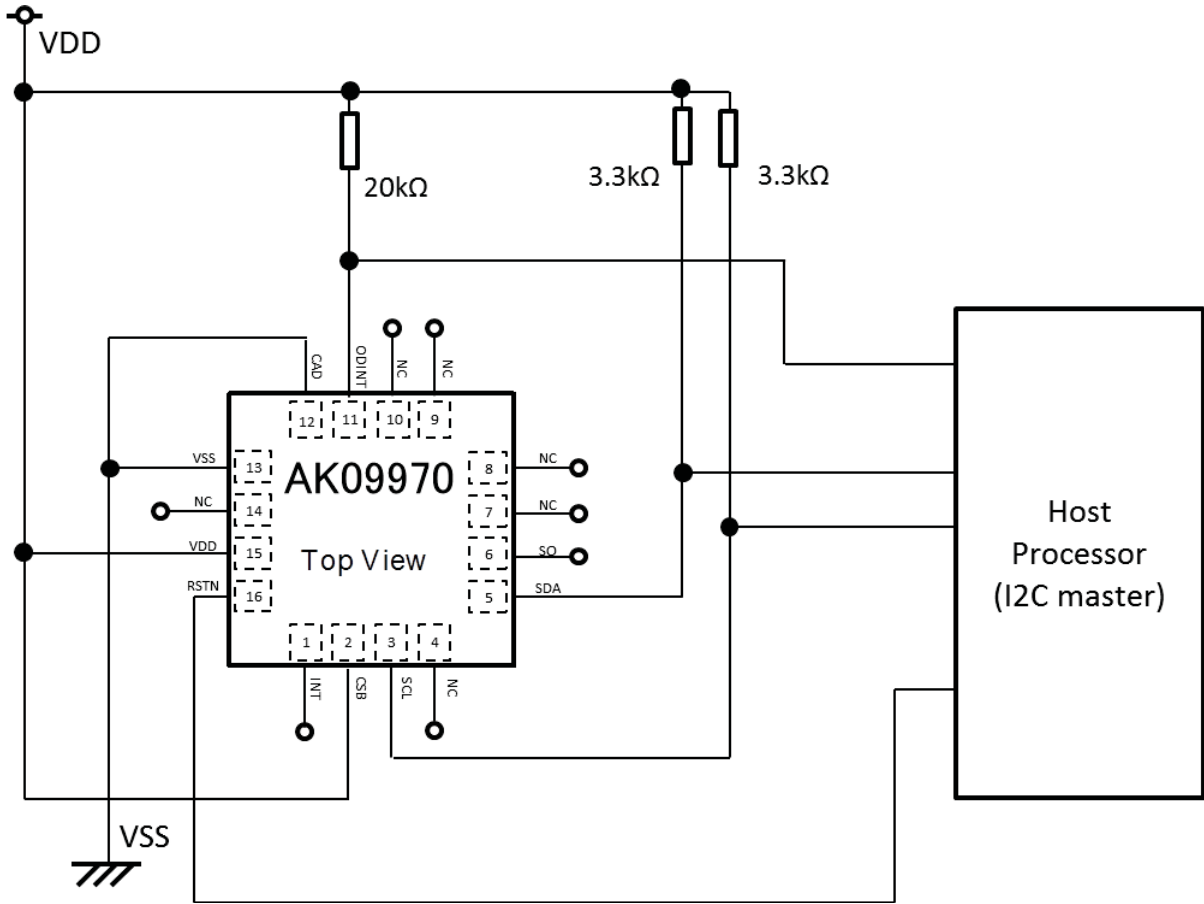 VDD
20kΩ
3.3kΩ
3.3kΩ
CAD
ODINT
NC
NC
12
11
10
9
VSS
13
AK09970
8
NC
NC
14
7
NC
VDD
15
Top View
6
SO
RSTN
16
5
SDA
1
2
3
4
INT
CSB
SCL
NC
Host
Processor
(I2C master)
VSS